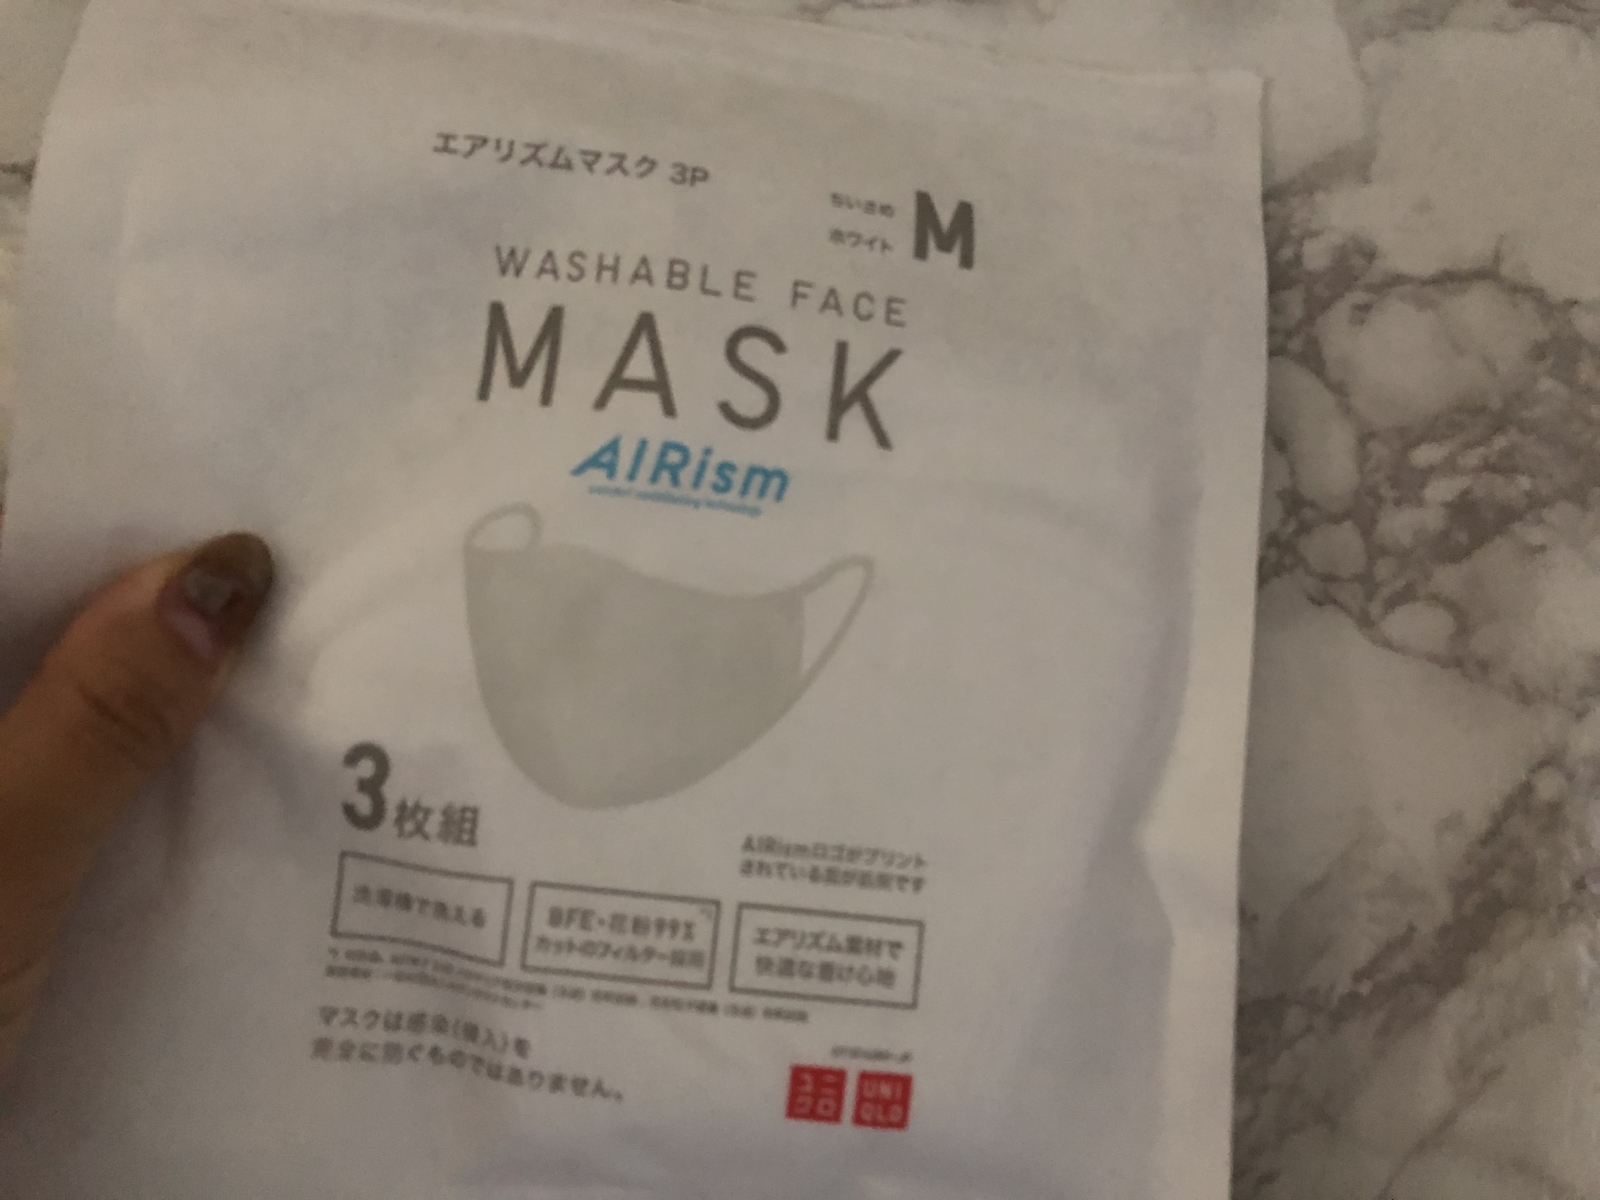 エアリズムマスク 3P
ちいさめ
ホワイト
M
WASHABLE FACE
MASK
AIRism
3枚組
AIRismロゴがプリント
されている面が肌側です
洗濯機で洗える
BFE・花粉99%
カットのフィルター採用
エアリズム素材で
快適な着け心地
マスクは感染(侵入)を
完全に防ぐものではありません。
ユニ
クロ
UNI
QLO